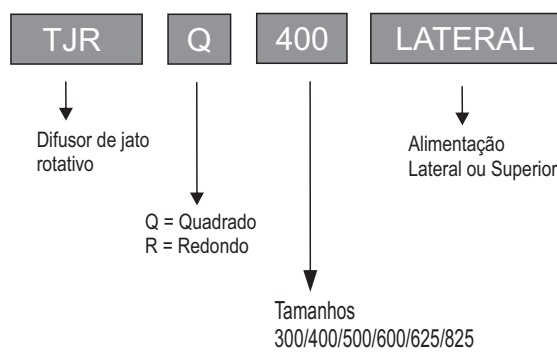 TJR Q 400 LATERAL
Difusor de jato
rotativo
Alimentação
Lateral ou Superior
Q = Quadrado
R = Redondo
Tamanhos
300/400/500/600/625/825